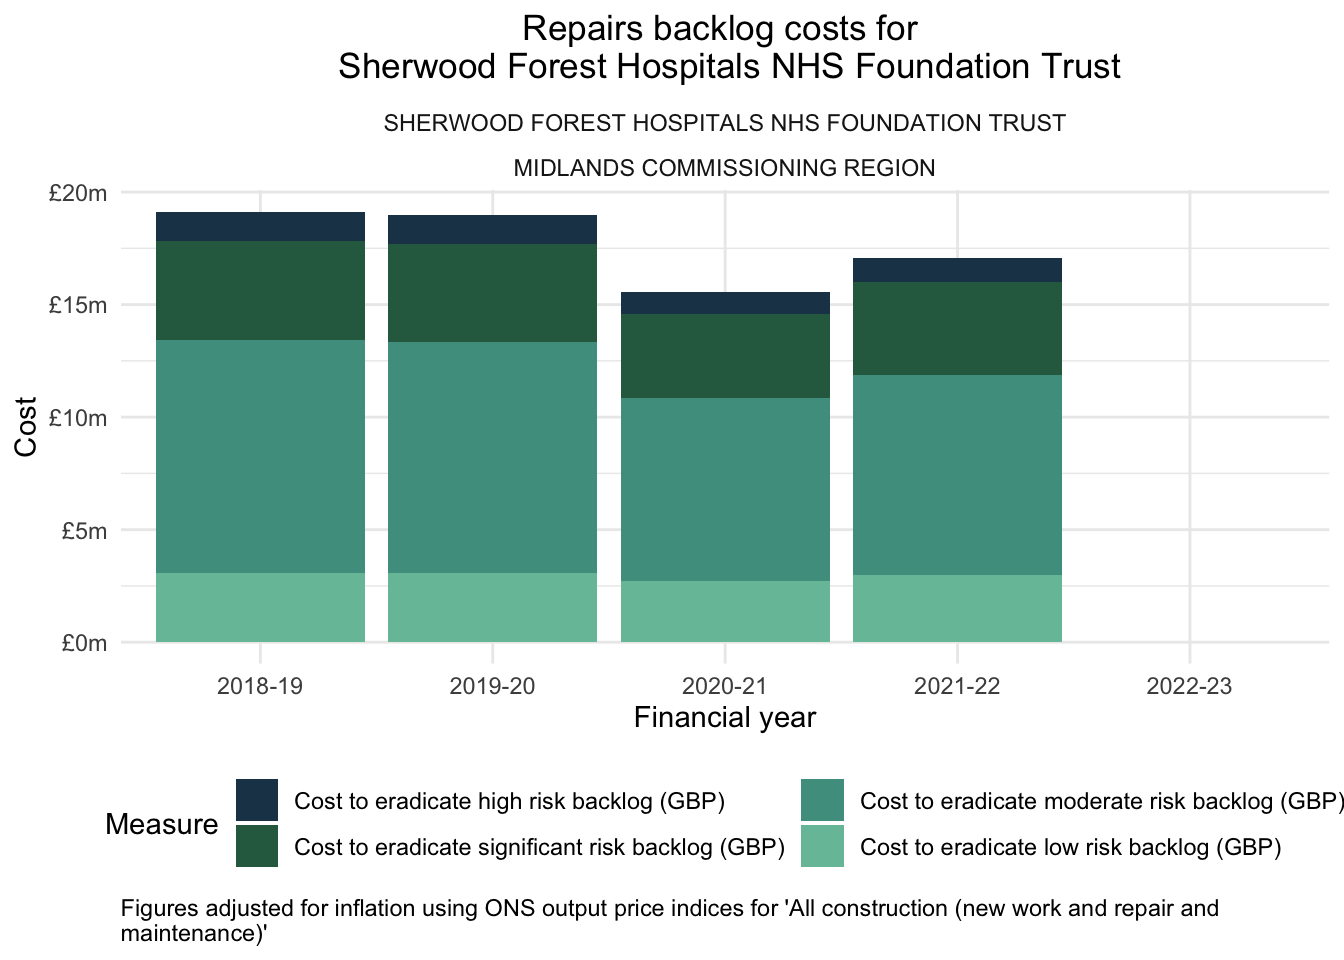 Repairs backlog costs for
Sherwood Forest Hospitals NHS Foundation Trust
SHERWOOD FOREST HOSPITALS NHS FOUNDATION TRUST
MIDLANDS COMMISSIONING REGION
£20m
£15m
£10m
£5m
£0m
Cost
2018-19
2019-20
2020-21
2021-22
2022-23
Financial year
Measure
Cost to eradicate high risk backlog (GBP)
Cost to eradicate significant risk backlog (GBP)
Cost to eradicate moderate risk backlog (GBP)
Cost to eradicate low risk backlog (GBP)
Figures adjusted for inflation using ONS output price indices for 'All construction (new work and repair and
maintenance)'